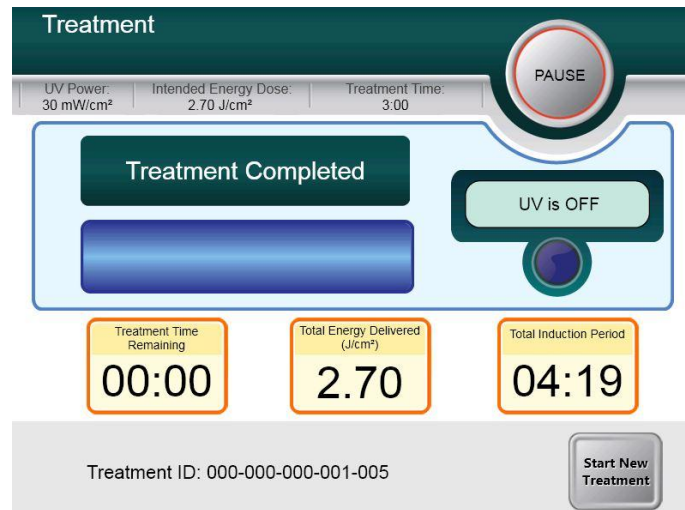 Treatment
PAUSE
UV Power:
30 mW/cm²
Intended Energy Dose:
2.70 J/cm²
Treatment Time:
3:00
Treatment Completed
UV is OFF
Treatment Time
Remaining
00:00
Total Energy Delivered
(J/cm²)
2.70
Total Induction Period
04:19
Treatment ID: 000-000-000-001-005
Start New
Treatment